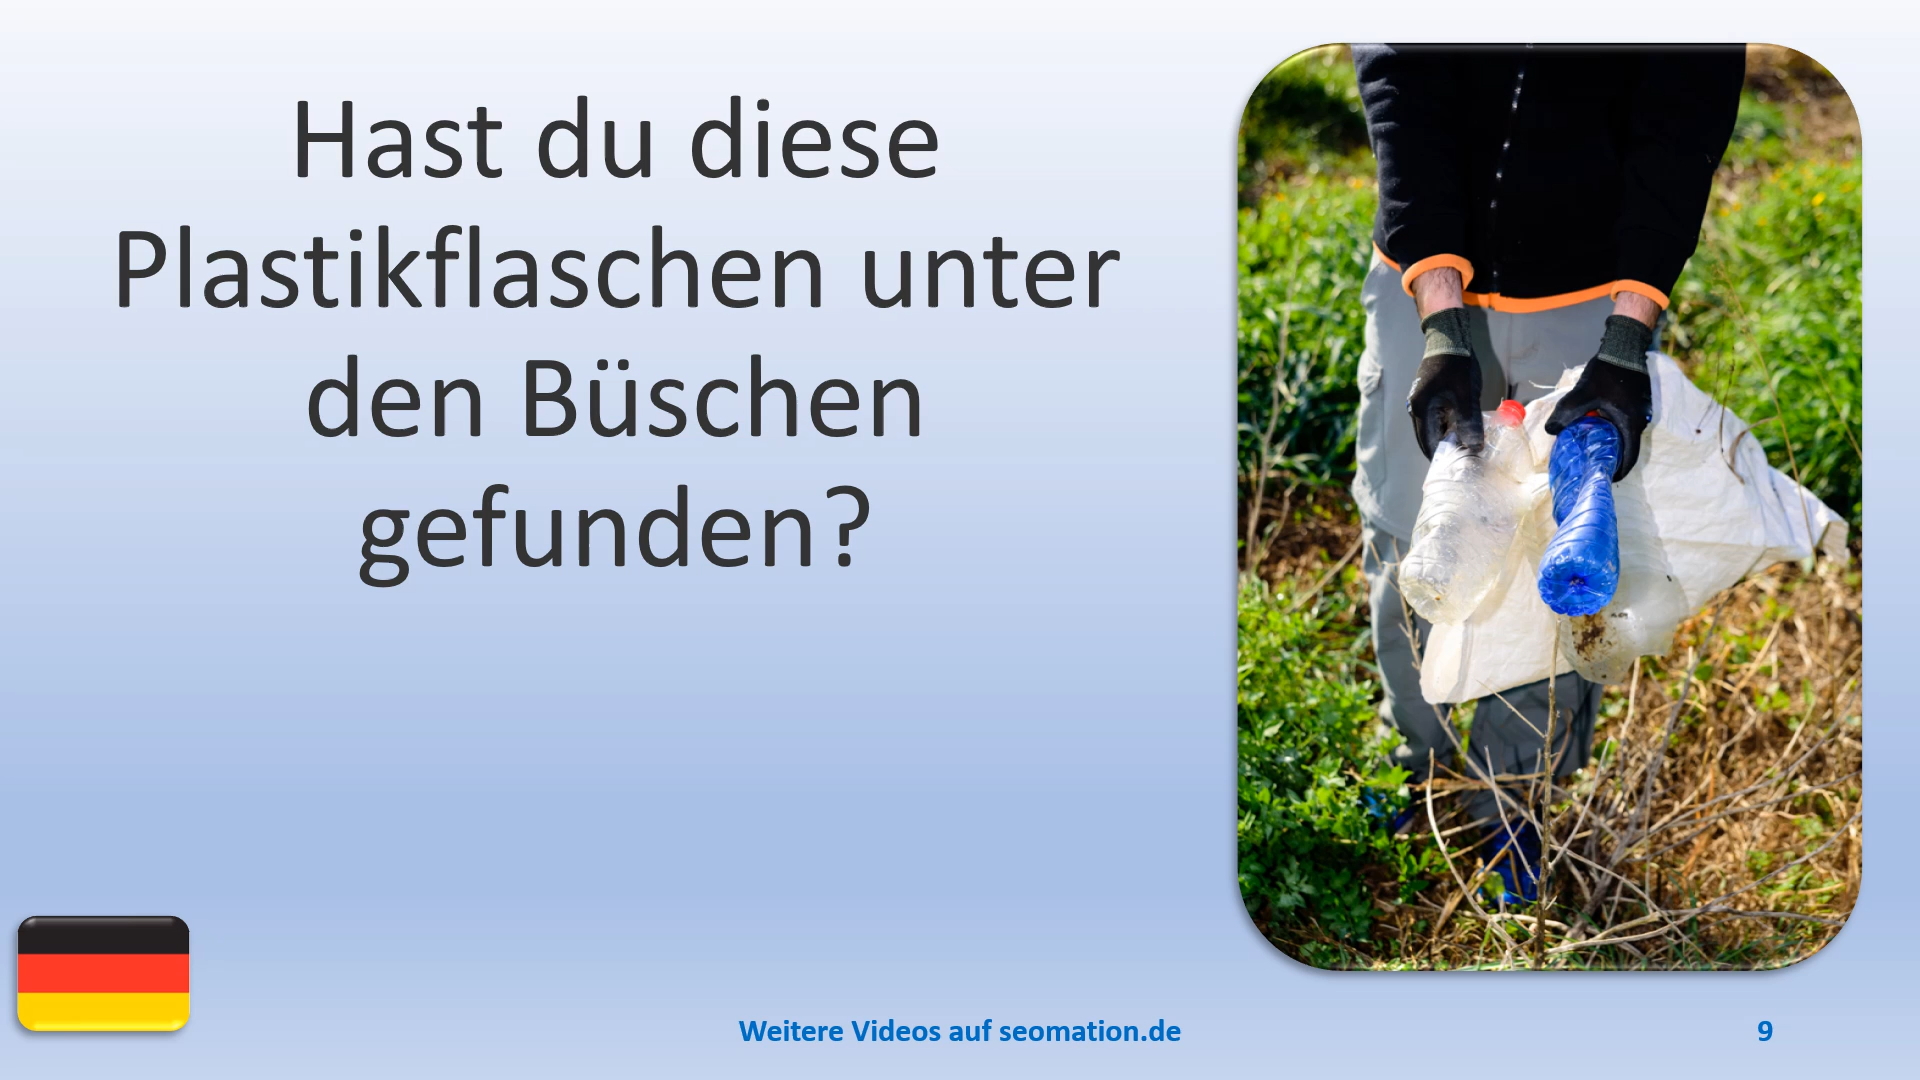 Hast du diese
Plastikflaschen unter
den Büschen
gefunden?
Weitere Videos auf seomation.de
9